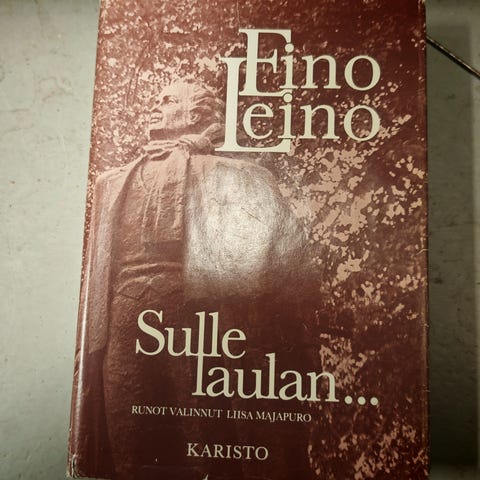 Eino
Leino
Sulle
laulan...
RUNOT VALINNUT LIISA MAJAPURO
KARISTO